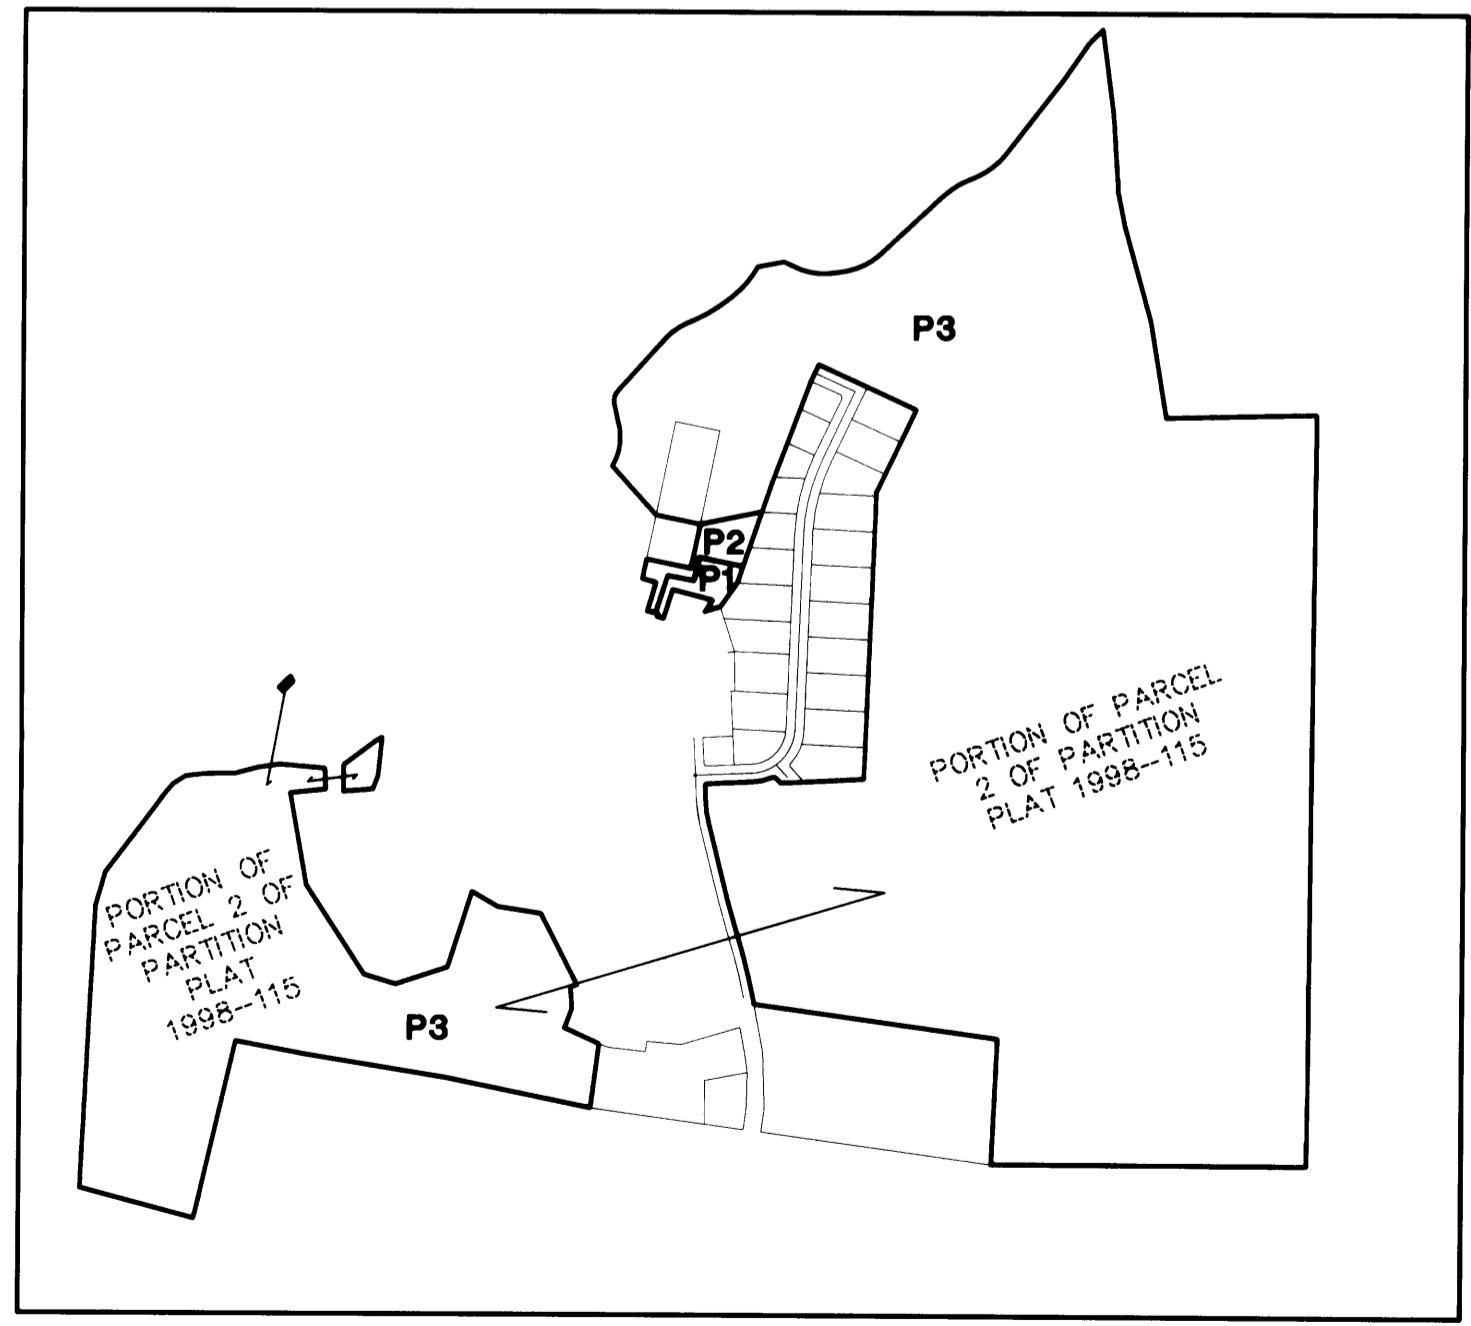 P3
P2
P1
PORTION OF PARCEL
2 OF PARTITION
PLAT 1998--115
PORTION OF
PARCEL 2 OF
PARTITION
PLAT
1998--115
P3